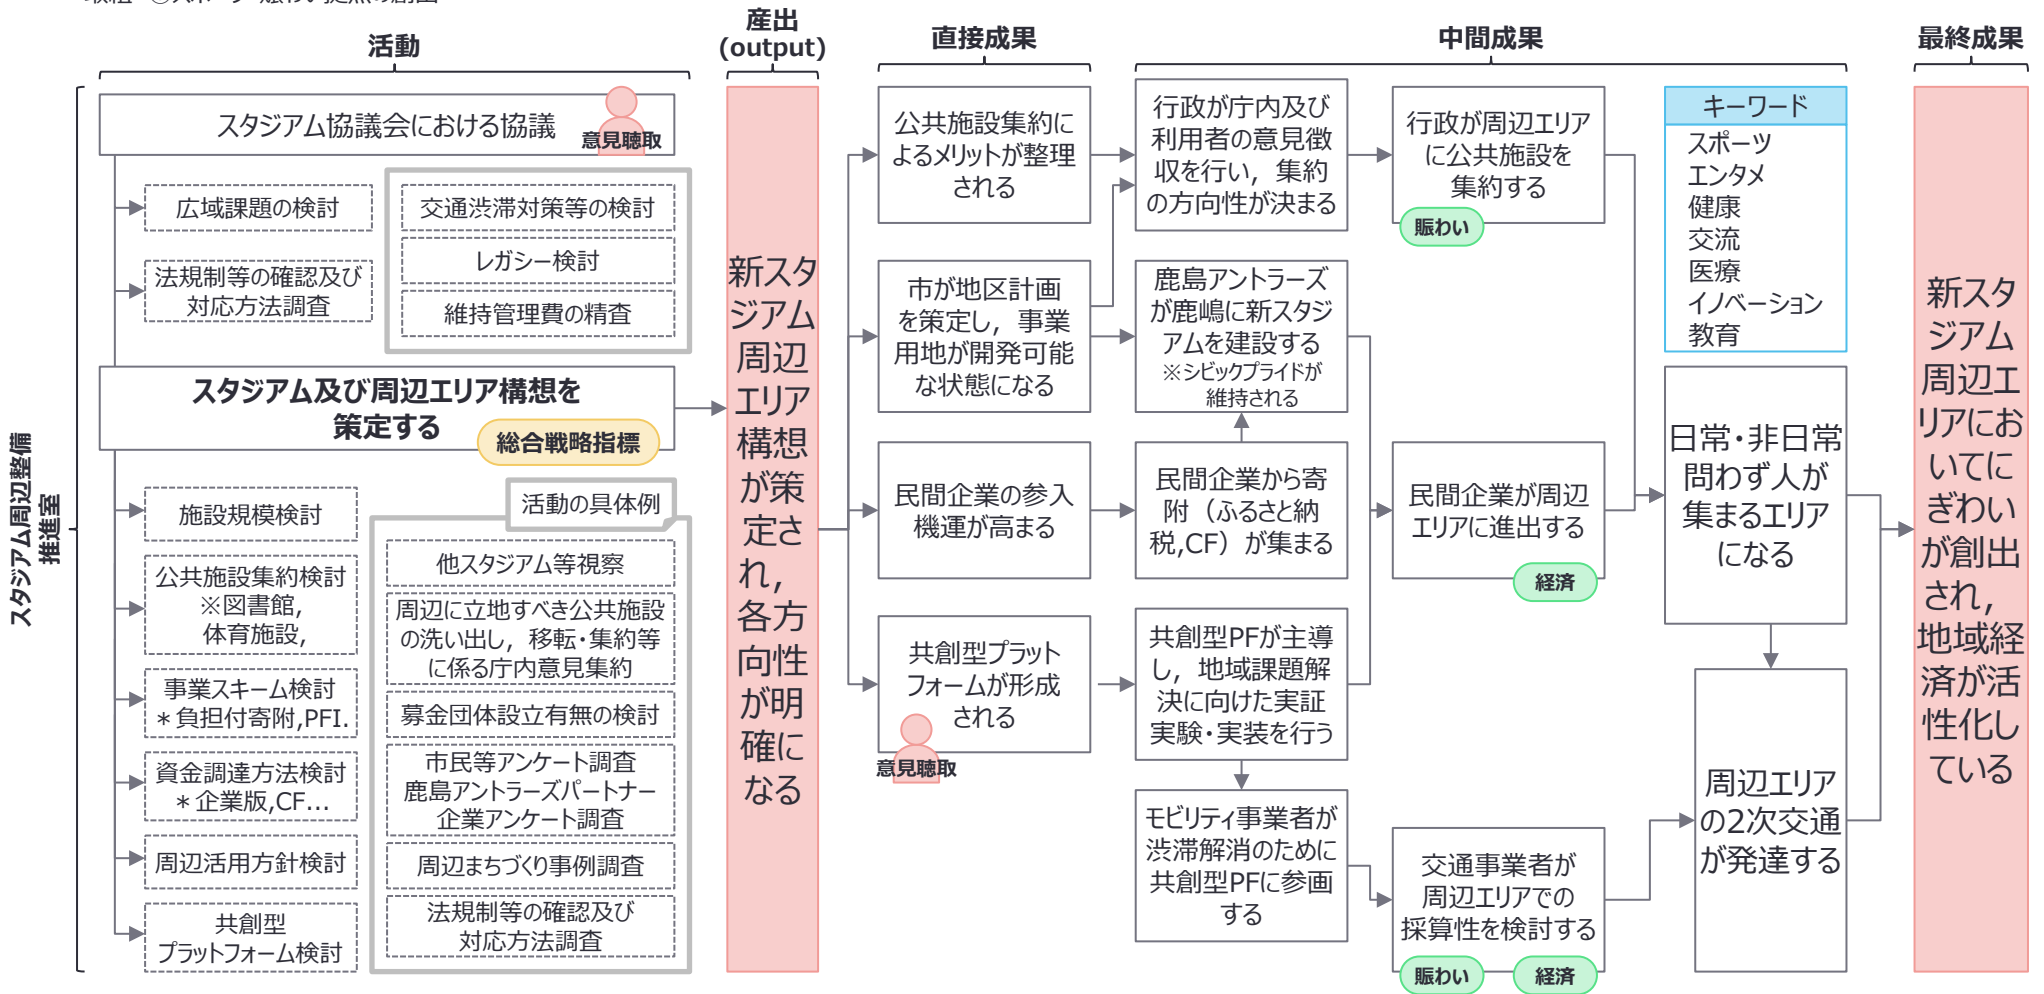 活動
産出
(output)
直接成果
中間成果
最終成果
スタジアム周辺整備
推進室
スタジアム協議会における協議
意見聴取
広域課題の検討
法規制等の確認及び
対応方法調査
交通渋滞対策等の検討
レガシー検討
維持管理費の精査
スタジアム及び周辺エリア構想を
策定する
総合戦略指標
施設規模検討
公共施設集約検討
※図書館,
体育施設,
事業スキーム検討
＊負担付寄附,PFI.
資金調達方法検討
＊企業版,CF…
周辺活用方針検討
共創型
プラットフォーム検討
活動の具体例
他スタジアム等視察
周辺に立地すべき公共施設
の洗い出し，移転・集約等
に係る庁内意見集約
募金団体設立有無の検討
市民等アンケート調査
鹿島アントラーズパートナー
企業アンケート調査
周辺まちづくり事例調査
法規制等の確認及び
対応方法調査
新スタ
ジアム
周辺
エリア
構想
が策
定さ
れ，
各方
向性
が明
確に
なる
公共施設集約に
よるメリットが整理
される
市が地区計画
を策定し，事業
用地が開発可能
な状態になる
民間企業の参入
機運が高まる
共創型プラット
フォームが形成
される
意見聴取
行政が庁内及び
利用者の意見徴
収を行い，集約
の方向性が決まる
鹿島アントラーズ
が鹿嶋に新スタジ
アムを建設する
※シビックプライドが
維持される
民間企業から寄
附（ふるさと納
税,CF）が集まる
共創型PFが主導
し，地域課題解
決に向けた実証
実験・実装を行う
モビリティ事業者が
渋滞解消のために
共創型PFに参画
する
行政が周辺エリア
に公共施設を
集約する
賑わい
民間企業が周辺
エリアに進出する
経済
交通事業者が
周辺エリアでの
採算性を検討する
賑わい
経済
キーワード
スポーツ
エンタメ
健康
交流
医療
イノベーション
教育
日常・非日常
問わず人が
集まるエリア
になる
周辺エリア
の2次交通
が発達する
新スタ
ジアム
周辺エ
リアにお
いてに
ぎわい
が創出
され，
地域経
済が活
性化し
ている